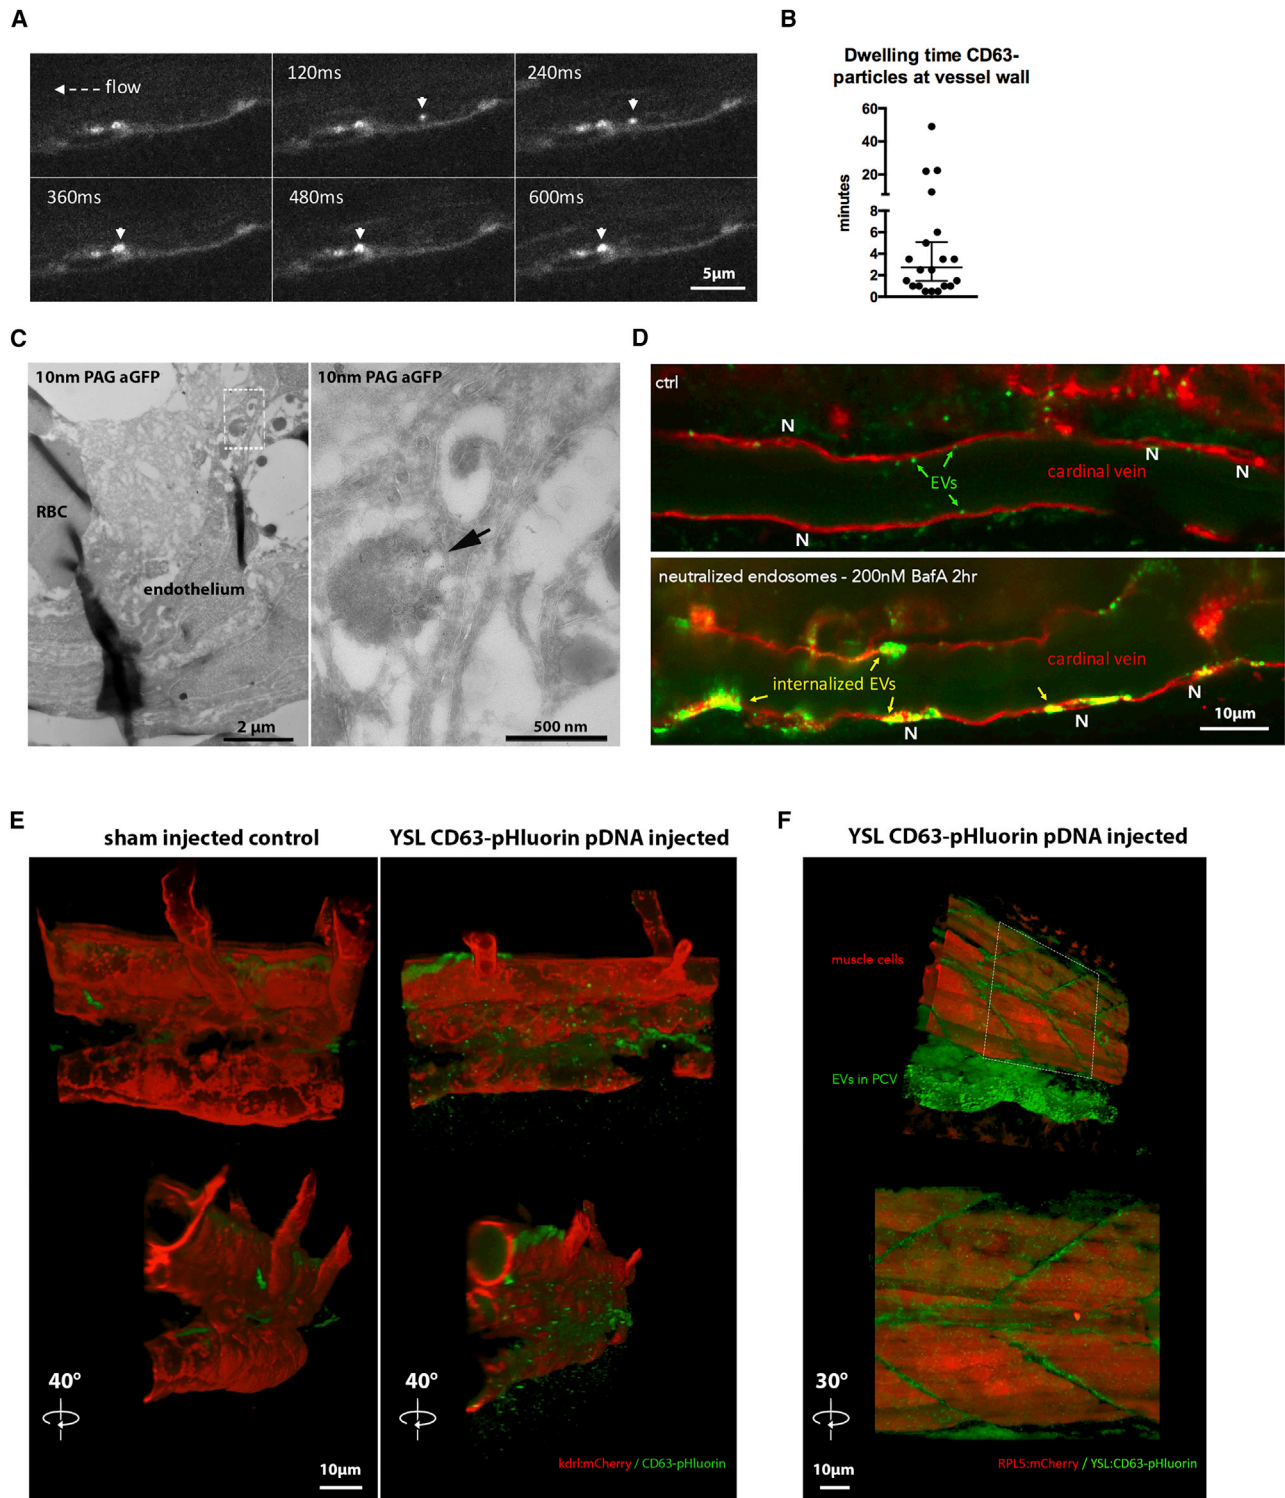 A
flow
120ms
240ms
360ms
480ms
600ms
5µm
B
Dwelling time CD63-
particles at vessel wall
minutes
60
40
20
8
6
4
2
0
C
10nm PAG aGFP
RBC
endothelium
2 µm
10nm PAG aGFP
500 nm
D
ctrl
N
N
N
EVs
cardinal vein
N
neutralized endosomes - 200nM BafA 2hr
cardinal vein
internalized EVs
N
N
N
10µm
E
sham injected control
YSL CD63-pHluorin pDNA injected
40°
40°
10µm
kdrl:mCherry / CD63-pHluorin
F
YSL CD63-pHluorin pDNA injected
muscle cells
EVs in PCV
30°
10µm
RPL5:mCherry / YSL:CD63-pHluorin